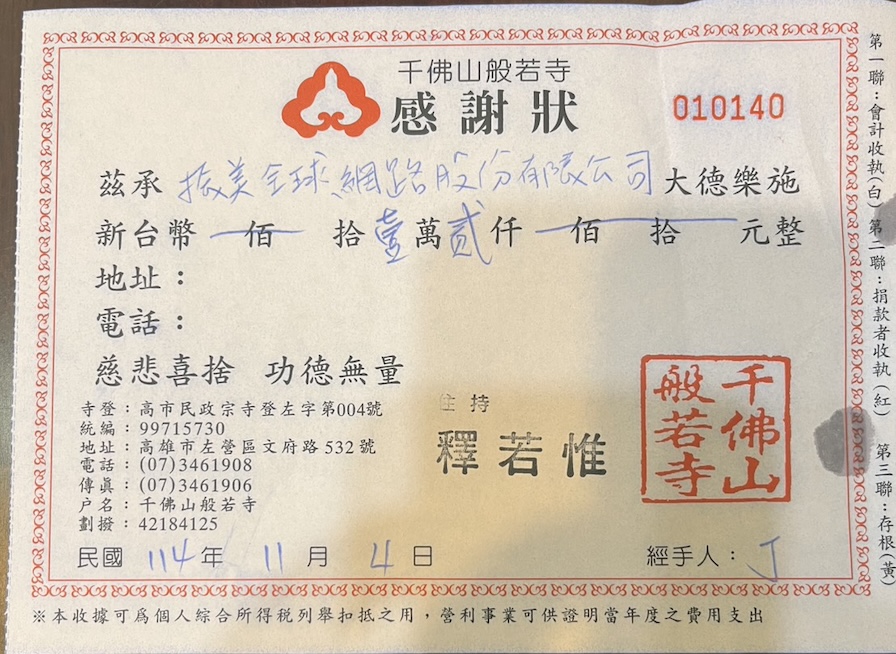 千佛山般若寺
感謝狀
010140
茲承 振美全球網路股份有限公司 大德樂施
新台幣 佰 拾壹萬貳仟 佰 拾 元整
地址：
電話：
慈悲喜捨 功德無量
寺登：高市民政宗寺登左字第004號
統編：99715730
地址：高雄市左營區文府路532號
電話：(07)3461908
傳眞：(07)3461906
户名：千佛山般若寺
劃撥：42184125
住持
釋若惟
千佛山
般若寺
民國 114 年 11 月 4 日
經手人：J
※本收據可爲個人綜合所得稅列舉扣抵之用，營利事業可供證明當年度之費用支出
第一聯：會計收執(白) 第二聯：捐款者收執(紅) 第三聯：存根(黃)